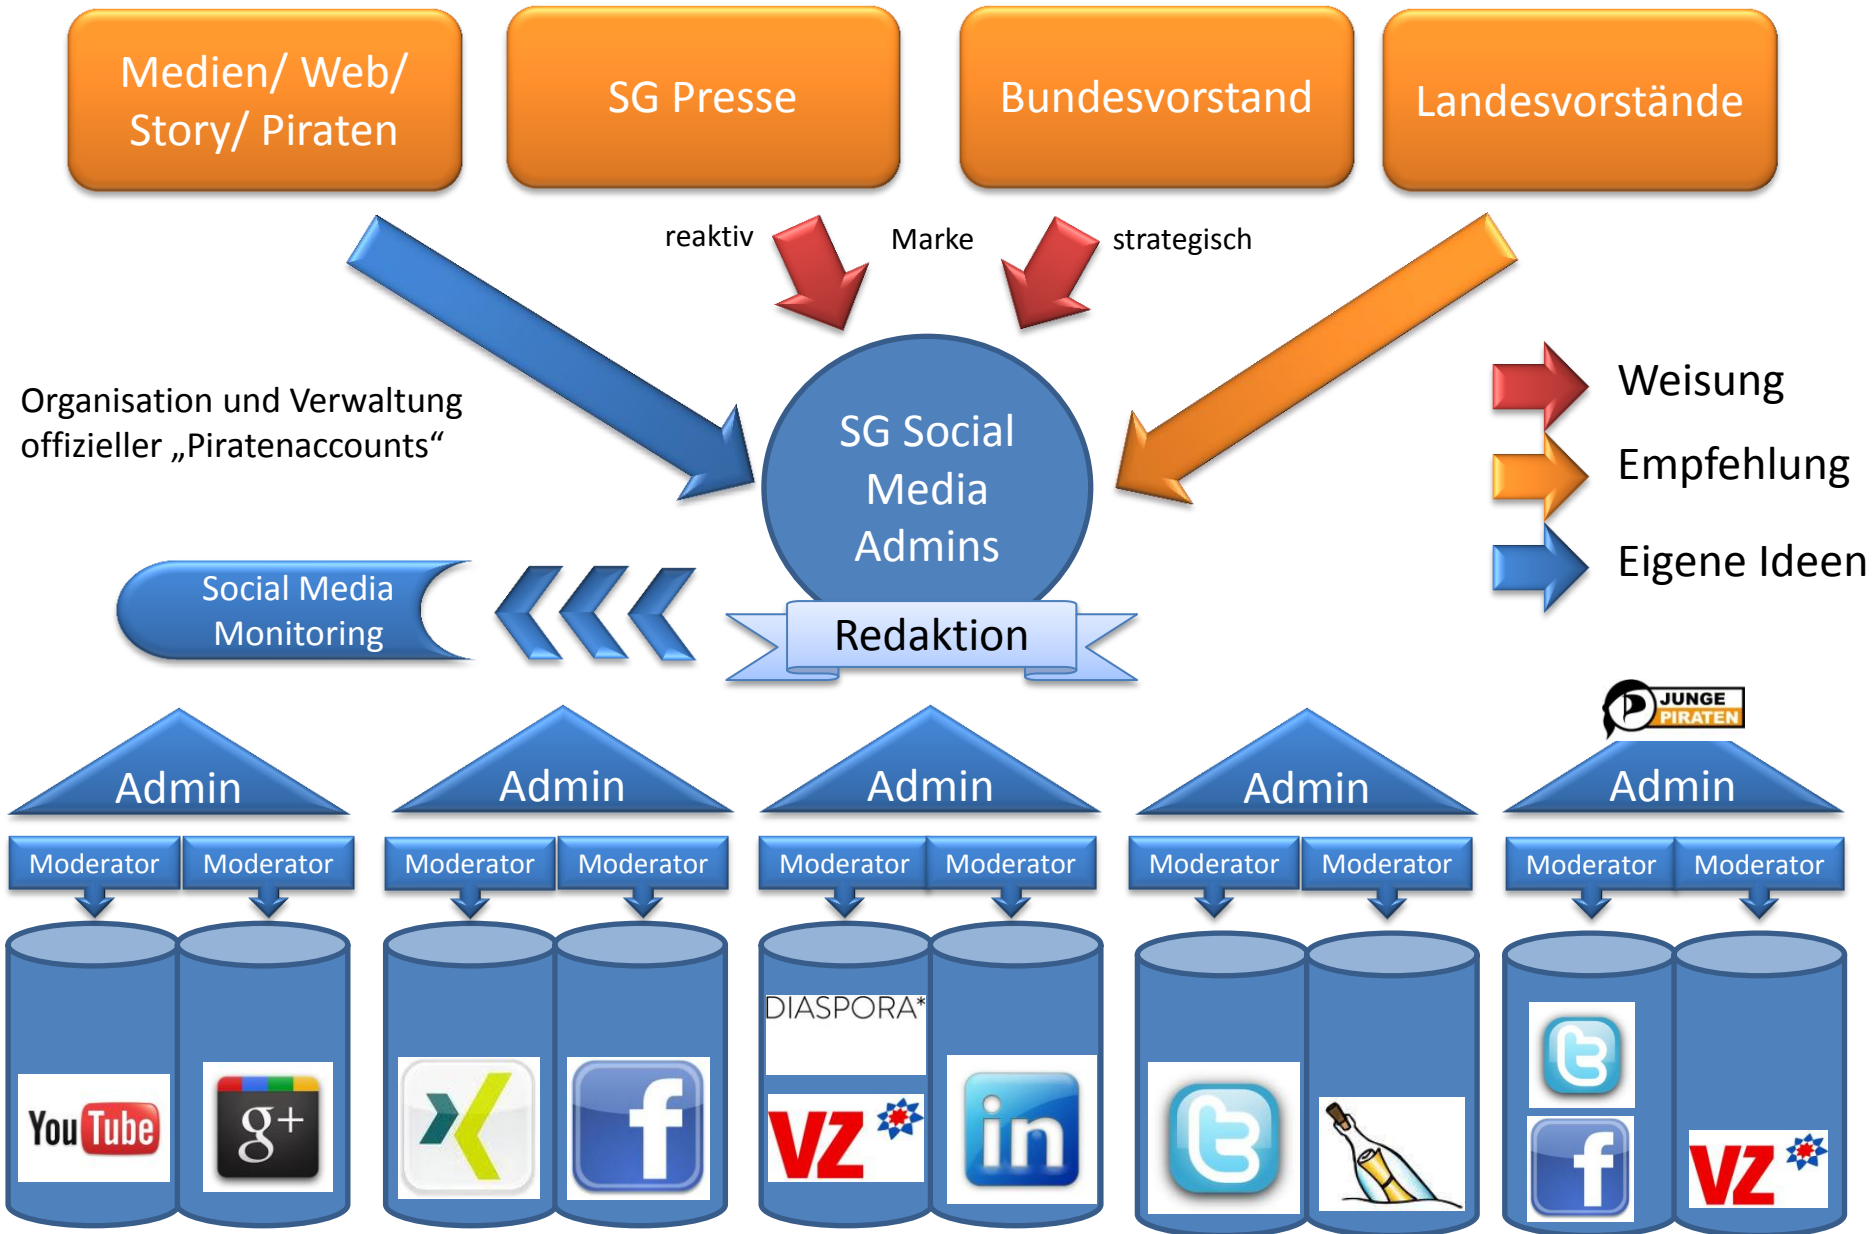 Medien/ Web/
Story/ Piraten
SG Presse
Bundesvorstand
Landesvorstände
reaktiv
Marke
strategisch
Organisation und Verwaltung
offizieller „Piratenaccounts“
SG Social
Media
Admins
Redaktion
Weisung
Empfehlung
Eigene Ideen
Social Media
Monitoring
JUNGE
PIRATEN
Admin
Admin
Admin
Admin
Admin
Moderator
Moderator
Moderator
Moderator
Moderator
Moderator
Moderator
Moderator
Moderator
Moderator
YouTube
g+
f
DIASPORA*
VZ
in
t
t
f
VZ